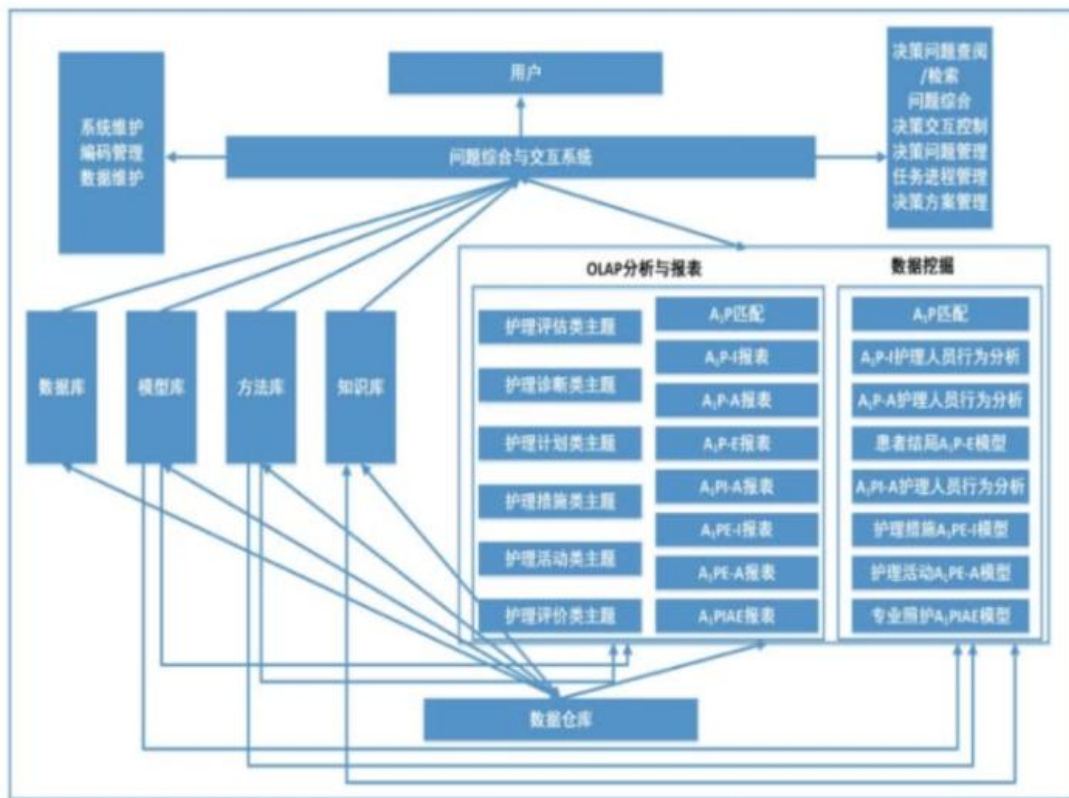 用户
系统维护
编码管理
数据维护
问题综合与交互系统
决策问题查阅
/检索
问题综合
决策交互控制
决策问题管理
任务进程管理
决策方案管理
数据库
模型库
方法库
知识库
OLAP分析与报表
护理评估类主题
护理诊断类主题
护理计划类主题
护理措施类主题
护理活动类主题
护理评价类主题
A₁P匹配
A₁P-I报表
A₁P-A报表
A₁P-E报表
A₁PI-A报表
A₁PE-I报表
A₁PE-A报表
A₁PIAE报表
数据挖掘
A₁P匹配
A₁P-I护理人员行为分析
A₁P-A护理人员行为分析
患者结局A₁P-E模型
A₁PI-A护理人员行为分析
护理措施A₁PE-I模型
护理活动A₁PE-A模型
专业照护A₁PIAE模型
数据仓库